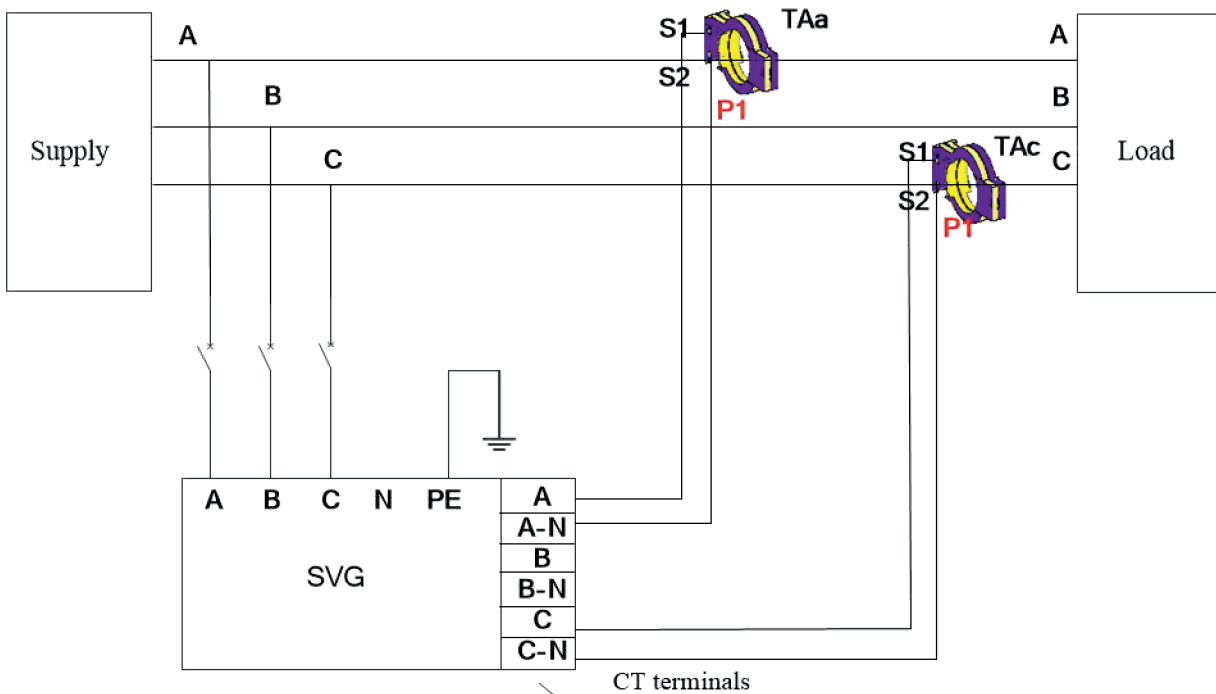 S1
TAa
A
A
S2
B
P1
B
Supply
C
S1
TAc
C
Load
S2
P1
A B C N PE
A
A-N
B
SVG
B-N
C
C-N
CT terminals